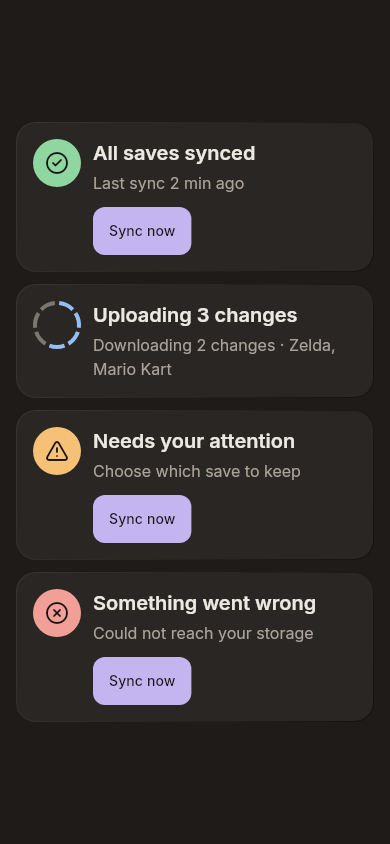 All saves synced
Last sync 2 min ago
Sync now
Uploading 3 changes
Downloading 2 changes · Zelda,
Mario Kart
Needs your attention
Choose which save to keep
Sync now
Something went wrong
Could not reach your storage
Sync now